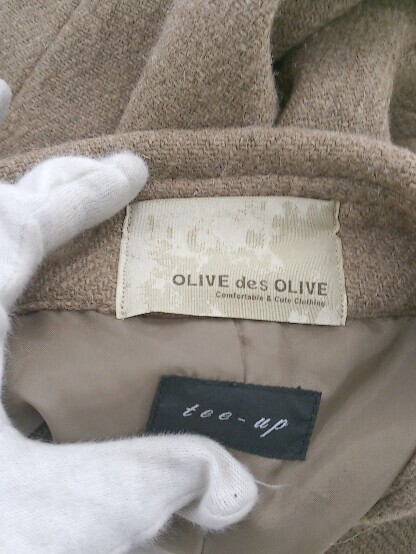 OLIVE des OLIVE
Comfortable & Cute Clothing
tee-up